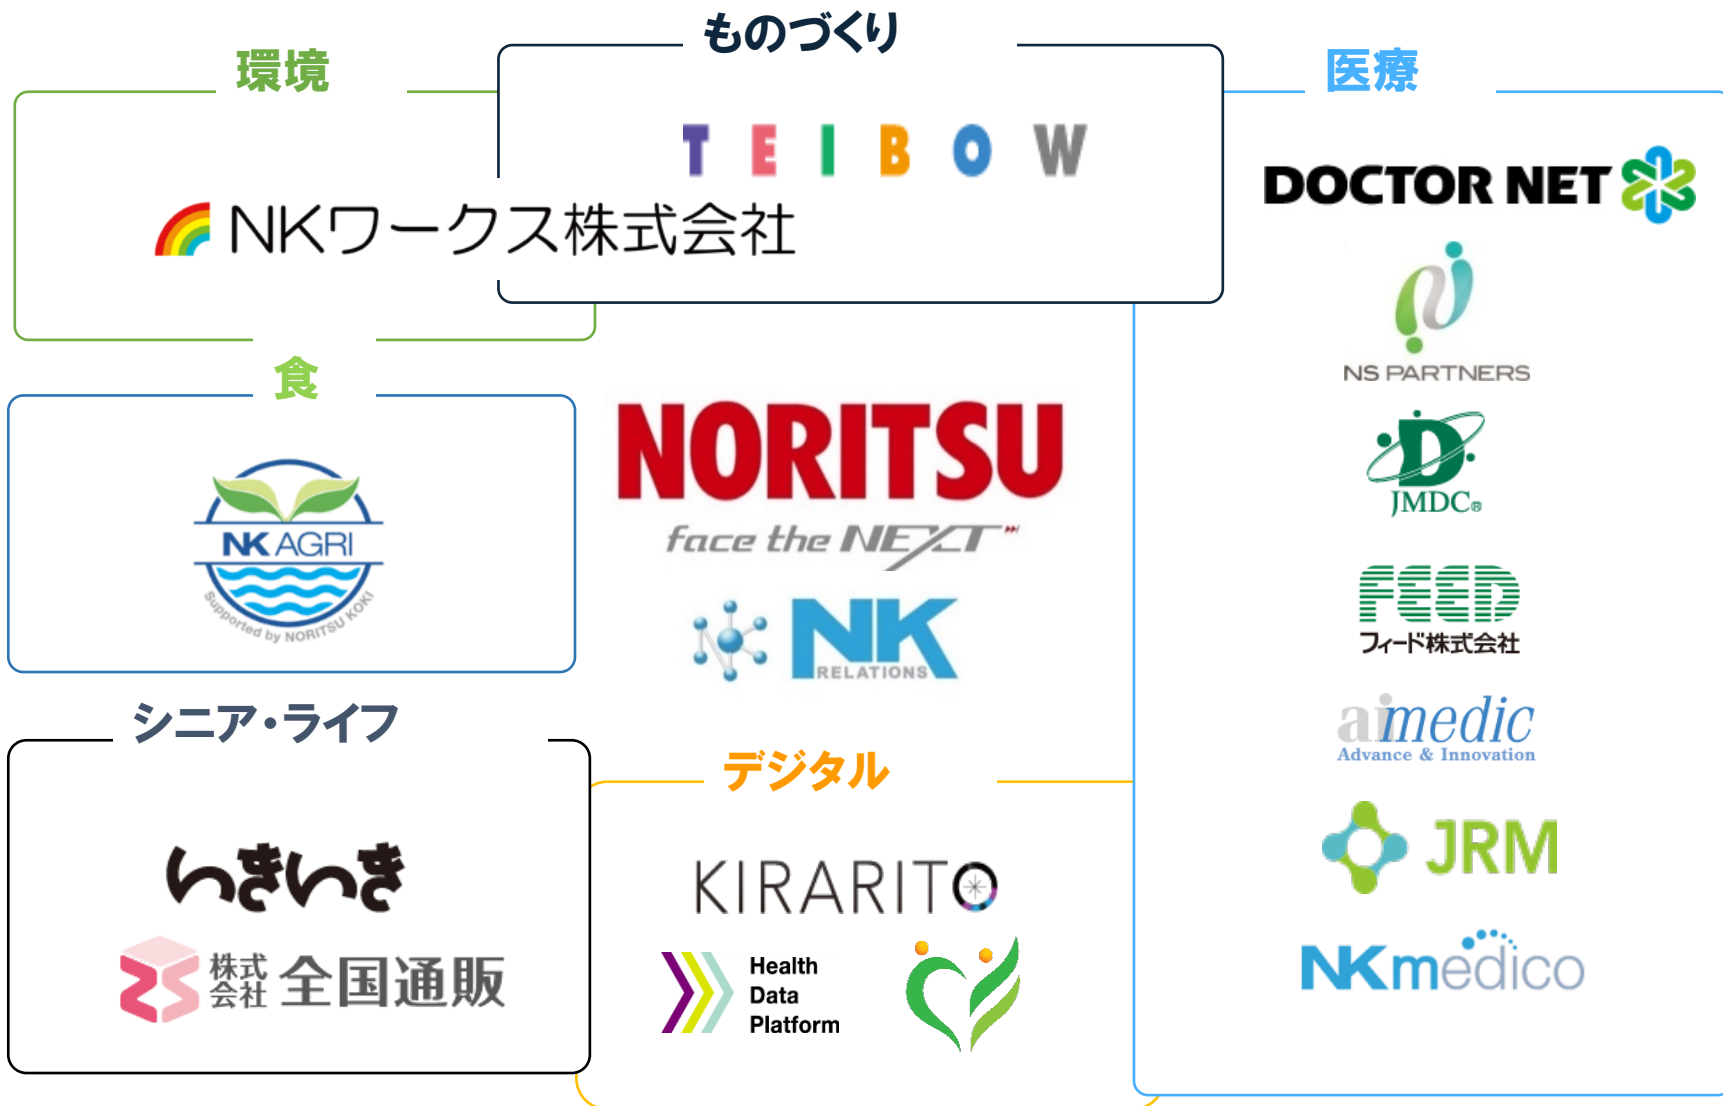 環境
ものづくり
医療
TEIBOW
NKワークス株式会社
食
NK AGRI
Supported by NORITSU KOKI
NORITSU
face the NEXT
NK
RELATIONS
DOCTOR NET
NS PARTNERS
D
JMDC®
FEED
フィード株式会社
aimedic
Advance & Innovation
JRM
NKmedico
シニア・ライフ
いきいき
株式会社 全国通販
デジタル
KIRARITO
Health
Data
Platform